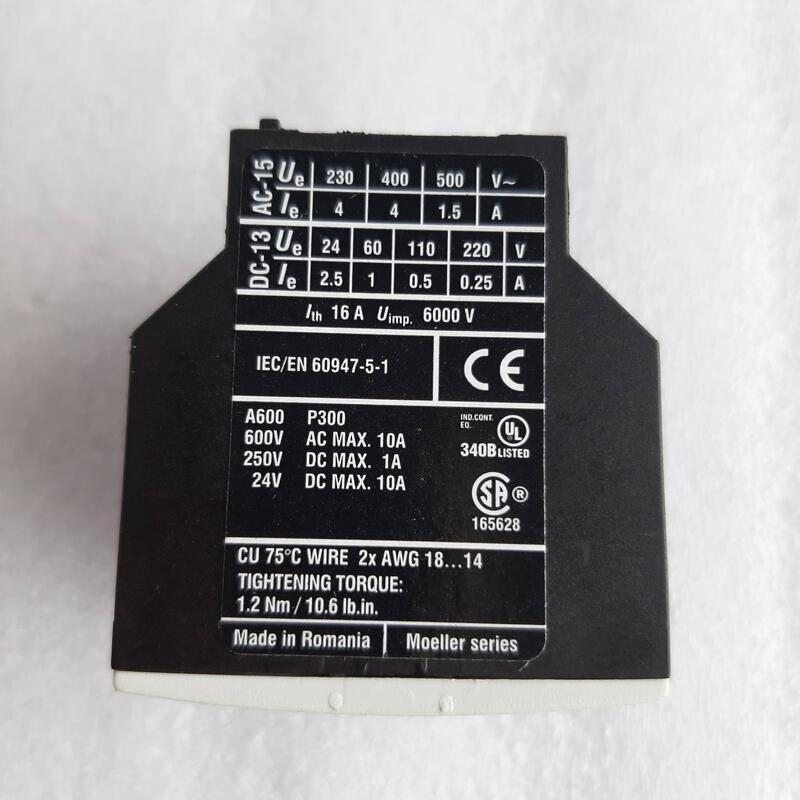 AC-15 Ue 230 400 500 V~
Ie 4 4 1.5 A
DC-13 Ue 24 60 110 220 V
Ie 2.5 1 0.5 0.25 A
Ith 16 A Uimp. 6000 V
IEC/EN 60947-5-1 CE
A600 P300
600V AC MAX. 10A
250V DC MAX. 1A
24V DC MAX. 10A
IND.CONT.
EQ. UL
340B LISTED
SA ®
165628
CU 75°C WIRE 2x AWG 18...14
TIGHTENING TORQUE:
1.2 Nm / 10.6 lb.in.
Made in Romania Moeller series